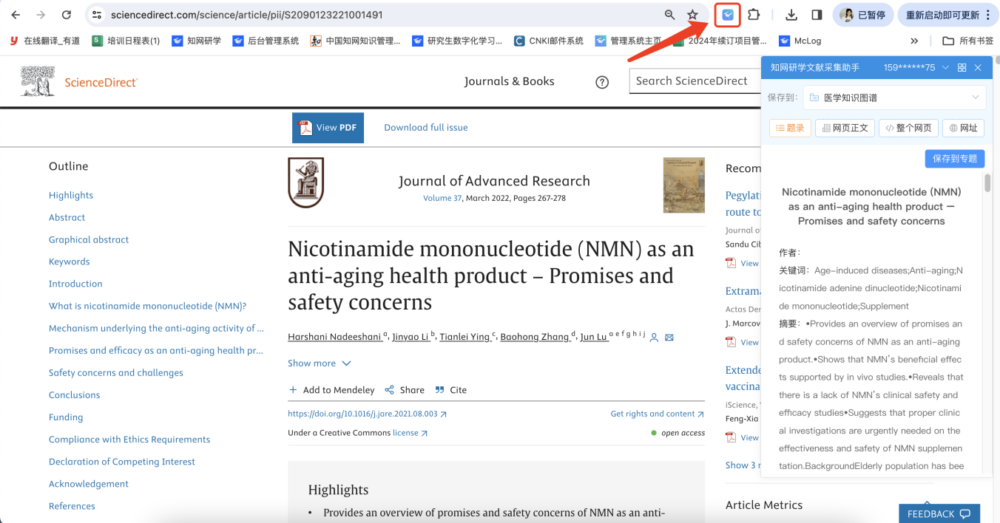 sciencedirect.com/science/article/pii/S2090123221001491
已暂停
重新启动即可更新
在线翻译_有道
培训日程表(1)
知网研学
后台管理系统
中国知网知识管理...
研究生数字化学习...
CNKI邮件系统
管理系统主页
2024年续订项目管...
McLog
所有书签
ScienceDirect
Journals & Books
Search ScienceDirect
View PDF
Download full issue
Outline
Highlights
Abstract
Graphical abstract
Keywords
Introduction
What is nicotinamide mononucleotide (NMN)?
Mechanism underlying the anti-aging activity of ...
Promises and efficacy as an anti-aging health pr...
Safety concerns and challenges
Conclusions
Funding
Compliance with Ethics Requirements
Declaration of Competing Interest
Acknowledgement
References
Journal of Advanced Research
Volume 37, March 2022, Pages 267-278
Nicotinamide mononucleotide (NMN) as an
anti-aging health product – Promises and
safety concerns
Harshani Nadeeshani a, Jinyao Li b, Tianlei Ying c, Baohong Zhang d, Jun Lu a e f g h i j
Show more
Add to Mendeley
Share
Cite
https://doi.org/10.1016/j.jare.2021.08.003
Get rights and content
Under a Creative Commons license
open access
Highlights
• Provides an overview of promises and safety concerns of NMN as an anti-
Recom
Pegylati
route to
Journal o
Sandu Cib
View
Extrama
Actas Der
J. Marcov
View
Extende
vaccina
iScience,
Feng-Xia
View
Show 3 r
Article Metrics
FEEDBACK
知网研学文献采集助手
159******75
保存到:
医学知识图谱
题录
网页正文
整个网页
网址
保存到专题
Nicotinamide mononucleotide (NMN)
as an anti-aging health product –
Promises and safety concerns
作者：
关键词：Age-induced diseases;Anti-aging;N
icotinamide adenine dinucleotide;Nicotinami
de mononucleotide;Supplement
摘要：•Provides an overview of promises an
d safety concerns of NMN as an anti-aging
product.•Shows that NMN's beneficial effec
ts supported by in vivo studies.•Reveals that
there is a lack of NMN's clinical safety and
efficacy studies•Suggests that proper clinic
al investigations are urgently needed on the
effectiveness and safety of NMN supplemen
tation.BackgroundElderly population has bee